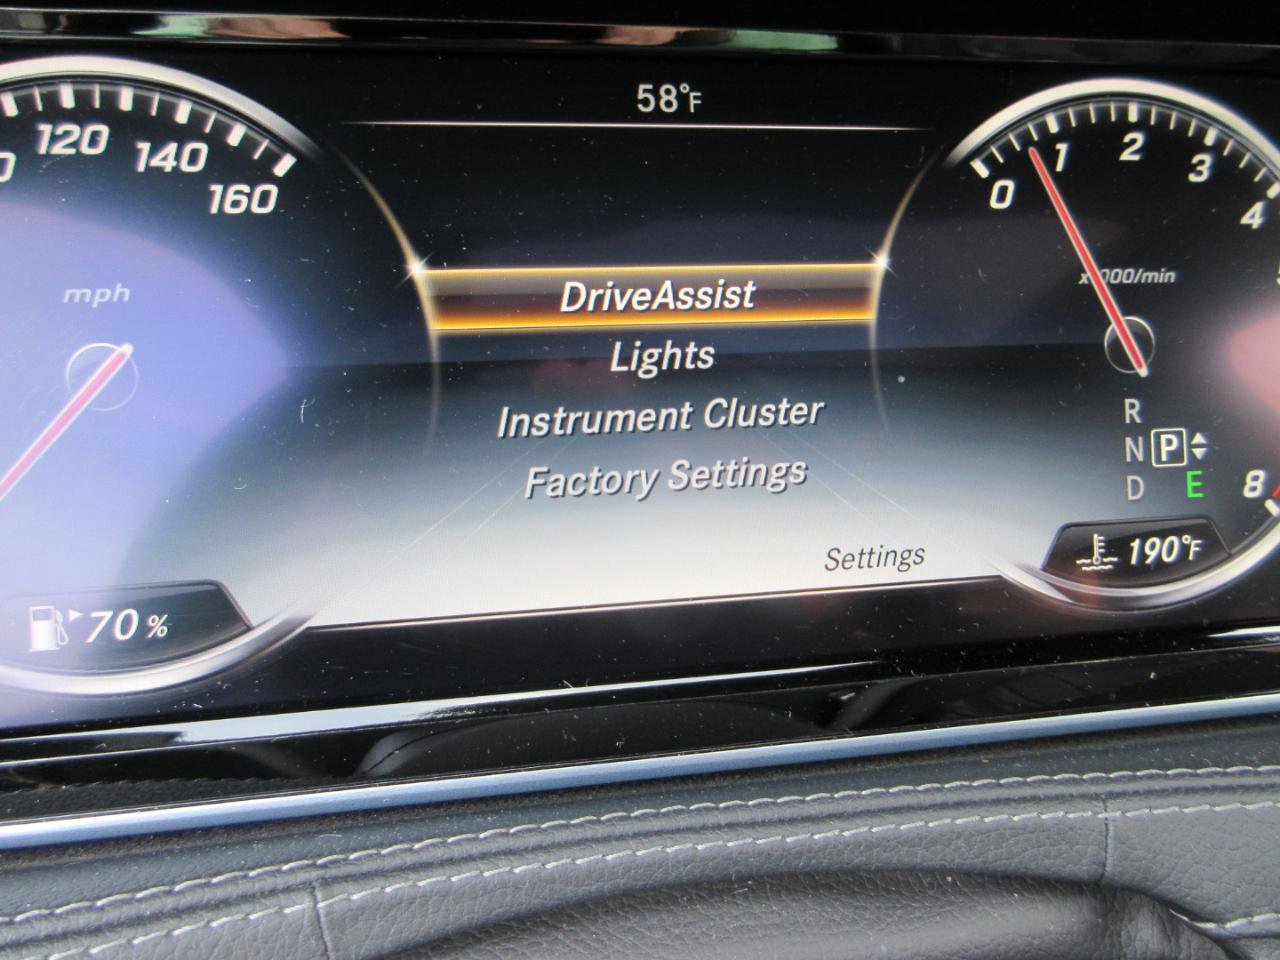 58°F
120
140
160
mph
0
1
2
3
4
/min
DriveAssist
Lights
Instrument Cluster
Factory Settings
Settings
R
N P
D E
8
190°F
70 %